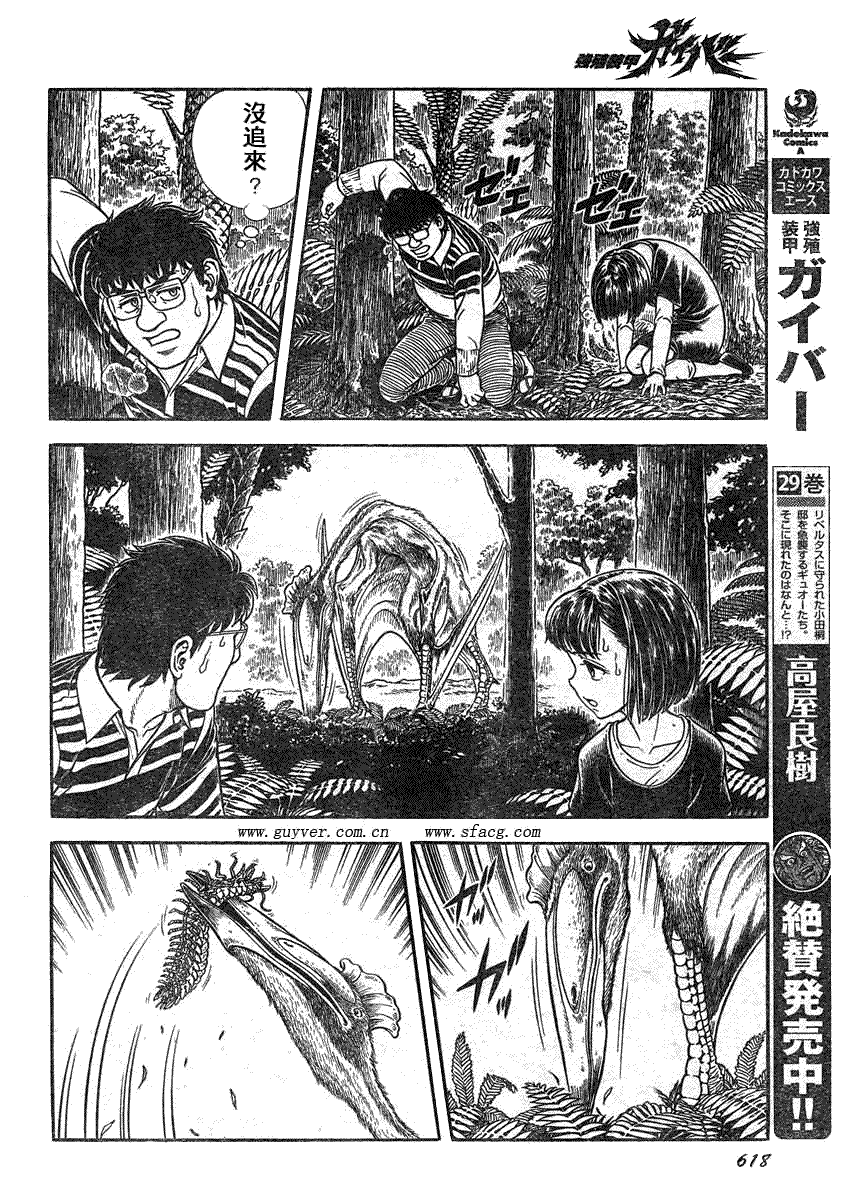 強殖装甲ガイバー
沒追來？
ゼエ
ゼエ
www.guyver.com.cn
www.sfacg.com
ガッ
ガッ
Kadokawa
Comics
A
カドカワ
コミックス
エース
強殖
装甲
ガイバー
29巻
リベルタスに守られた小田桐
邸を急襲するギュオーたち。
そこに現れたのはなんと…!?
高屋良樹
絶賛発売中!!
618